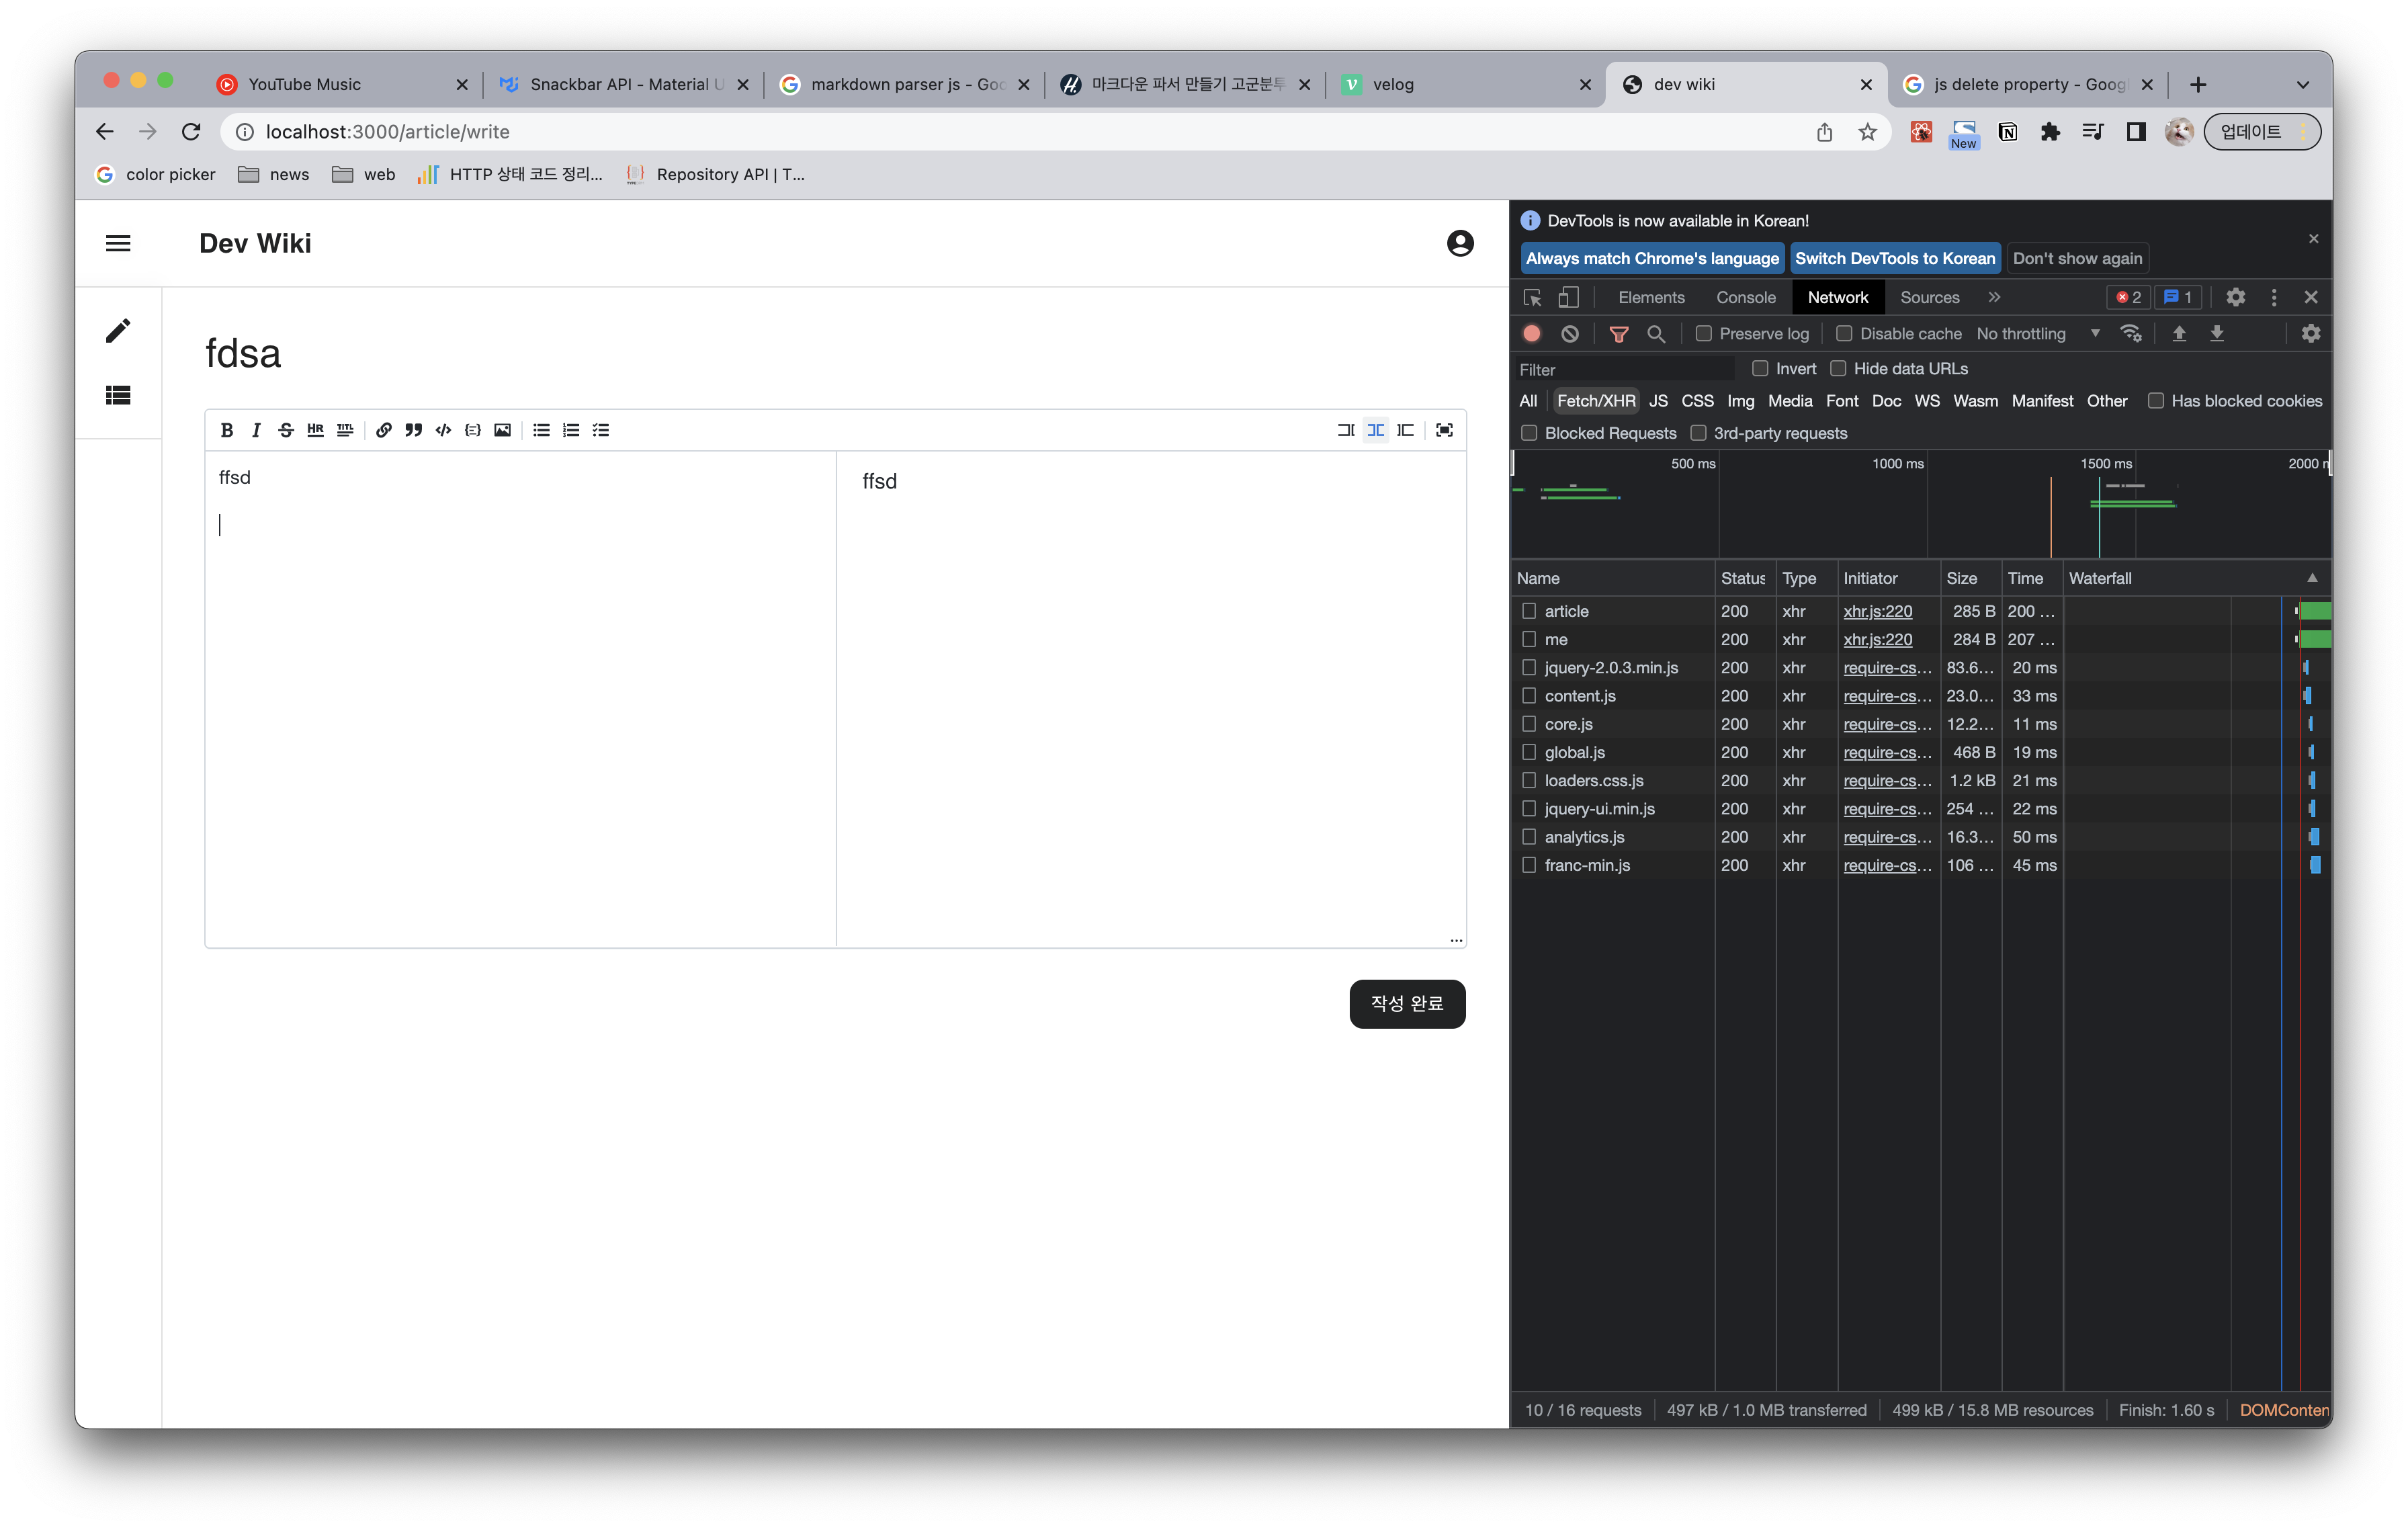 YouTube Music
Snackbar API - Material U
markdown parser js - Goo
마크다운 파서 만들기 고군분투
velog
dev wiki
js delete property - Googl
localhost:3000/article/write
New
업데이트
color picker
news
web
HTTP 상태 코드 정리...
Repository API | T...
Dev Wiki
fdsa
B I S HR TITL
ffsd
ffsd
작성 완료
DevTools is now available in Korean!
Always match Chrome's language
Switch DevTools to Korean
Don't show again
Elements Console Network Sources
2 1
Preserve log Disable cache No throttling
Filter Invert Hide data URLs
All Fetch/XHR JS CSS Img Media Font Doc WS Wasm Manifest Other Has blocked cookies
Blocked Requests 3rd-party requests
500 ms 1000 ms 1500 ms 2000 m
Name Status Type Initiator Size Time Waterfall
article 200 xhr xhr.js:220 285 B 200 ...
me 200 xhr xhr.js:220 284 B 207 ...
jquery-2.0.3.min.js 200 xhr require-cs... 83.6... 20 ms
content.js 200 xhr require-cs... 23.0... 33 ms
core.js 200 xhr require-cs... 12.2... 11 ms
global.js 200 xhr require-cs... 468 B 19 ms
loaders.css.js 200 xhr require-cs... 1.2 kB 21 ms
jquery-ui.min.js 200 xhr require-cs... 254 ... 22 ms
analytics.js 200 xhr require-cs... 16.3... 50 ms
franc-min.js 200 xhr require-cs... 106 ... 45 ms
10 / 16 requests 497 kB / 1.0 MB transferred 499 kB / 15.8 MB resources Finish: 1.60 s DOMConten